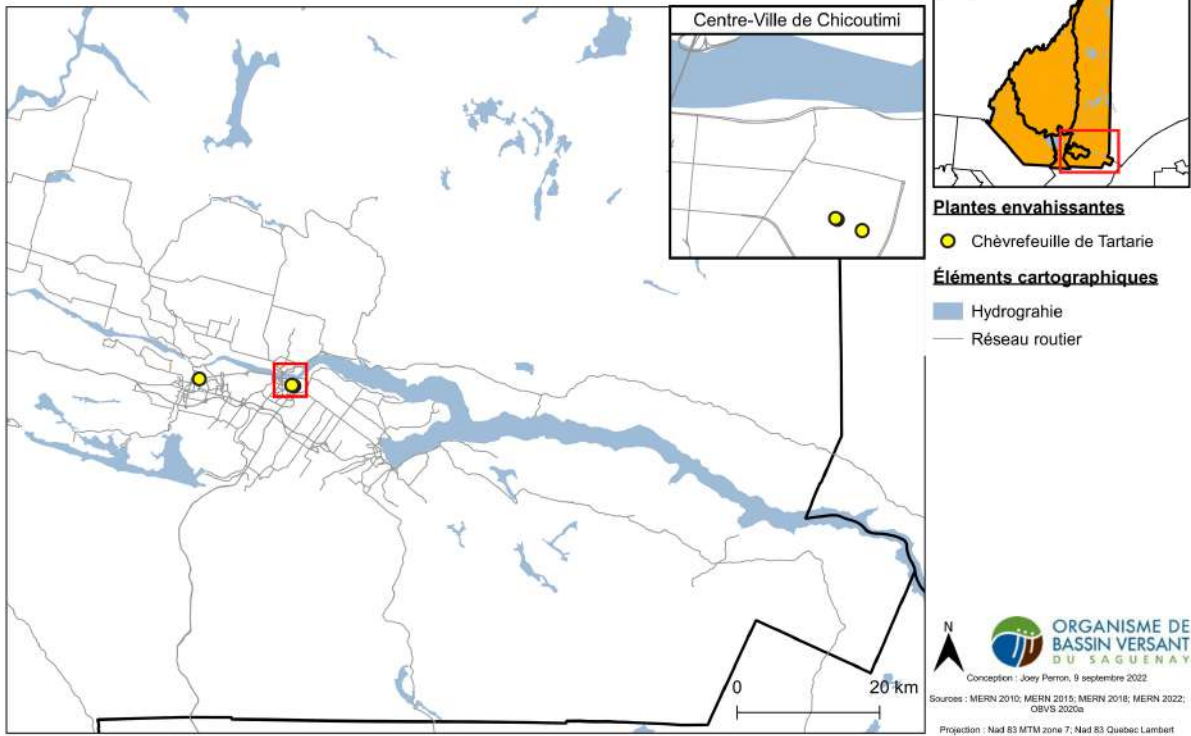 Centre-Ville de Chicoutimi
Plantes envahissantes
Chèvrefeuille de Tartarie
Éléments cartographiques
Hydrograhie
Réseau routier
0 20 km
N
ORGANISME DE
BASSIN VERSANT
DU SAGUENAY
Conception : Joey Perron, 9 septembre 2022
Sources : MERN 2010; MERN 2015; MERN 2018; MERN 2022;
OBVS 2020a
Projection : Nad 83 MTM zone 7; Nad 83 Quebec Lambert